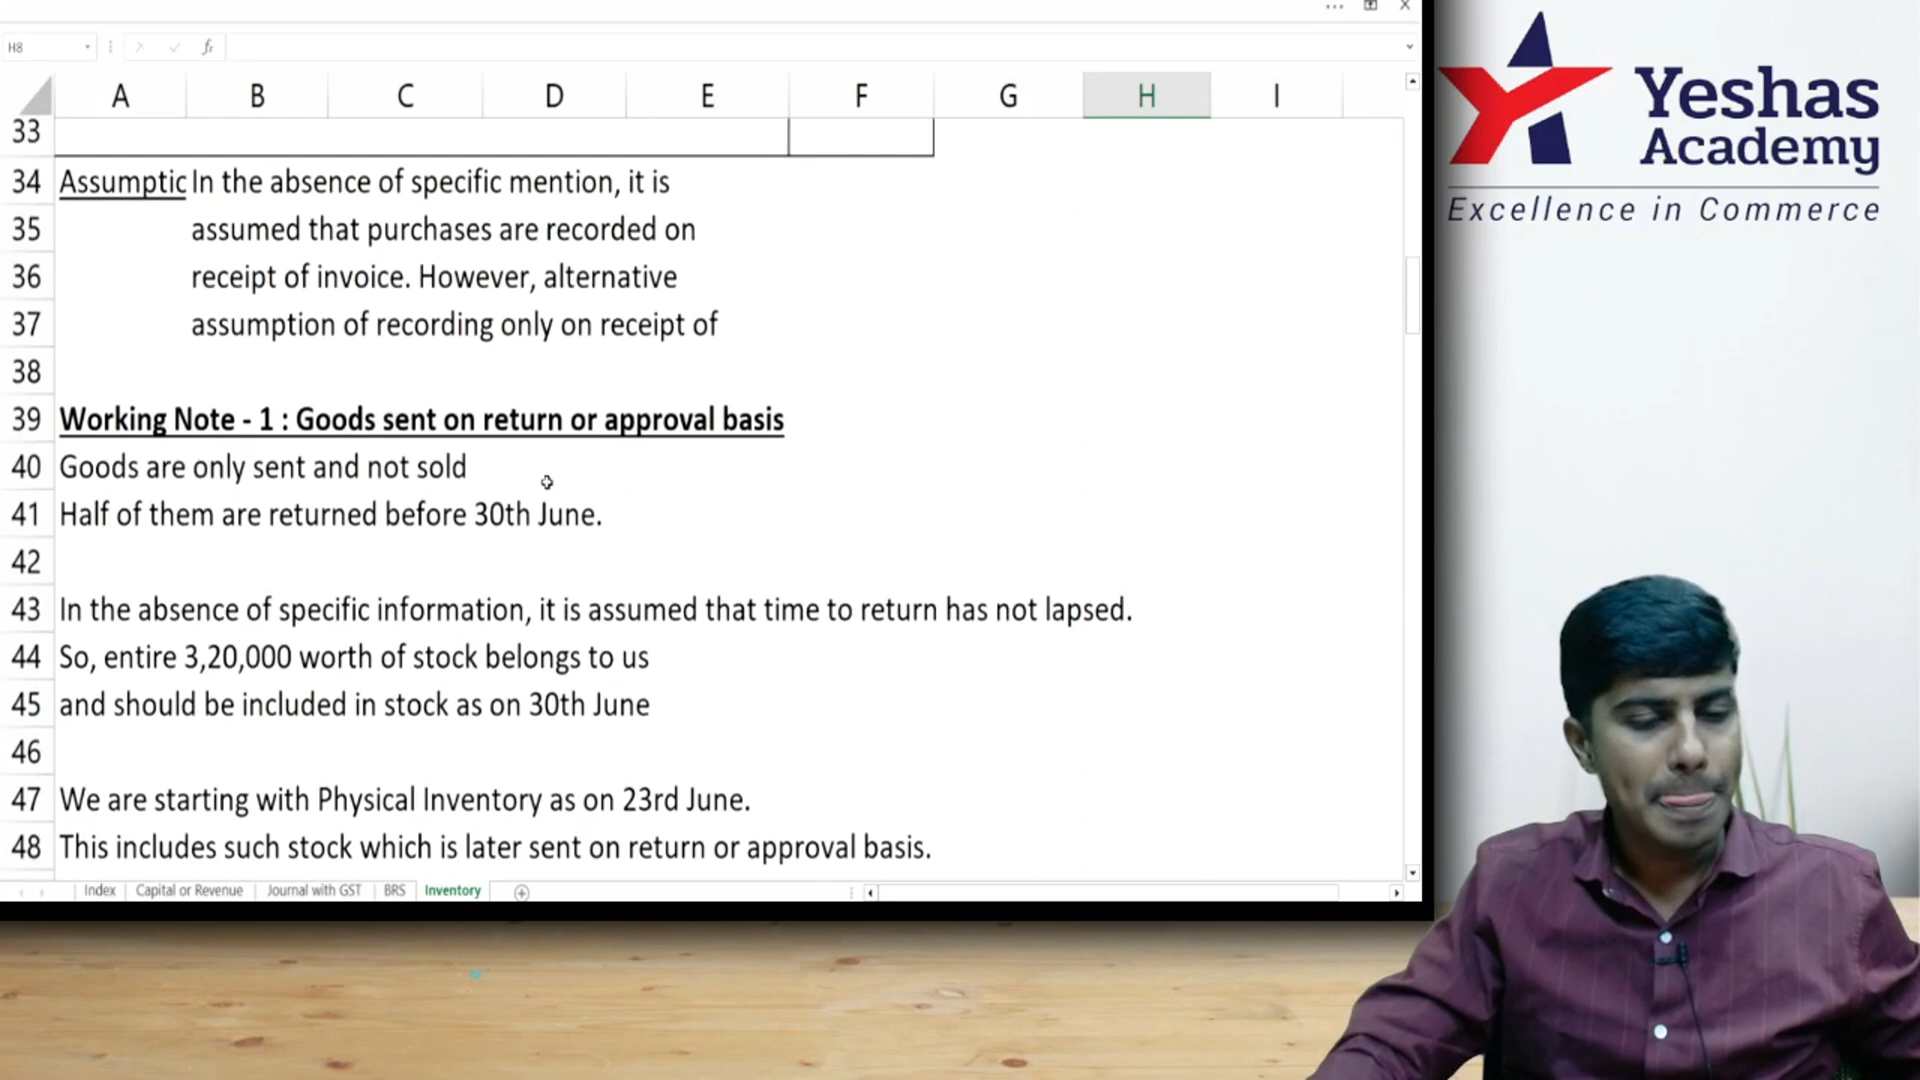 H8
fx
A B C D E F G H I
33
34 Assumptic In the absence of specific mention, it is
35 assumed that purchases are recorded on
36 receipt of invoice. However, alternative
37 assumption of recording only on receipt of
38
39 Working Note - 1 : Goods sent on return or approval basis
40 Goods are only sent and not sold
41 Half of them are returned before 30th June.
42
43 In the absence of specific information, it is assumed that time to return has not lapsed.
44 So, entire 3,20,000 worth of stock belongs to us
45 and should be included in stock as on 30th June
46
47 We are starting with Physical Inventory as on 23rd June.
48 This includes such stock which is later sent on return or approval basis.
Index Capital or Revenue Journal with GST BRS Inventory
Yeshas
Academy
Excellence in Commerce